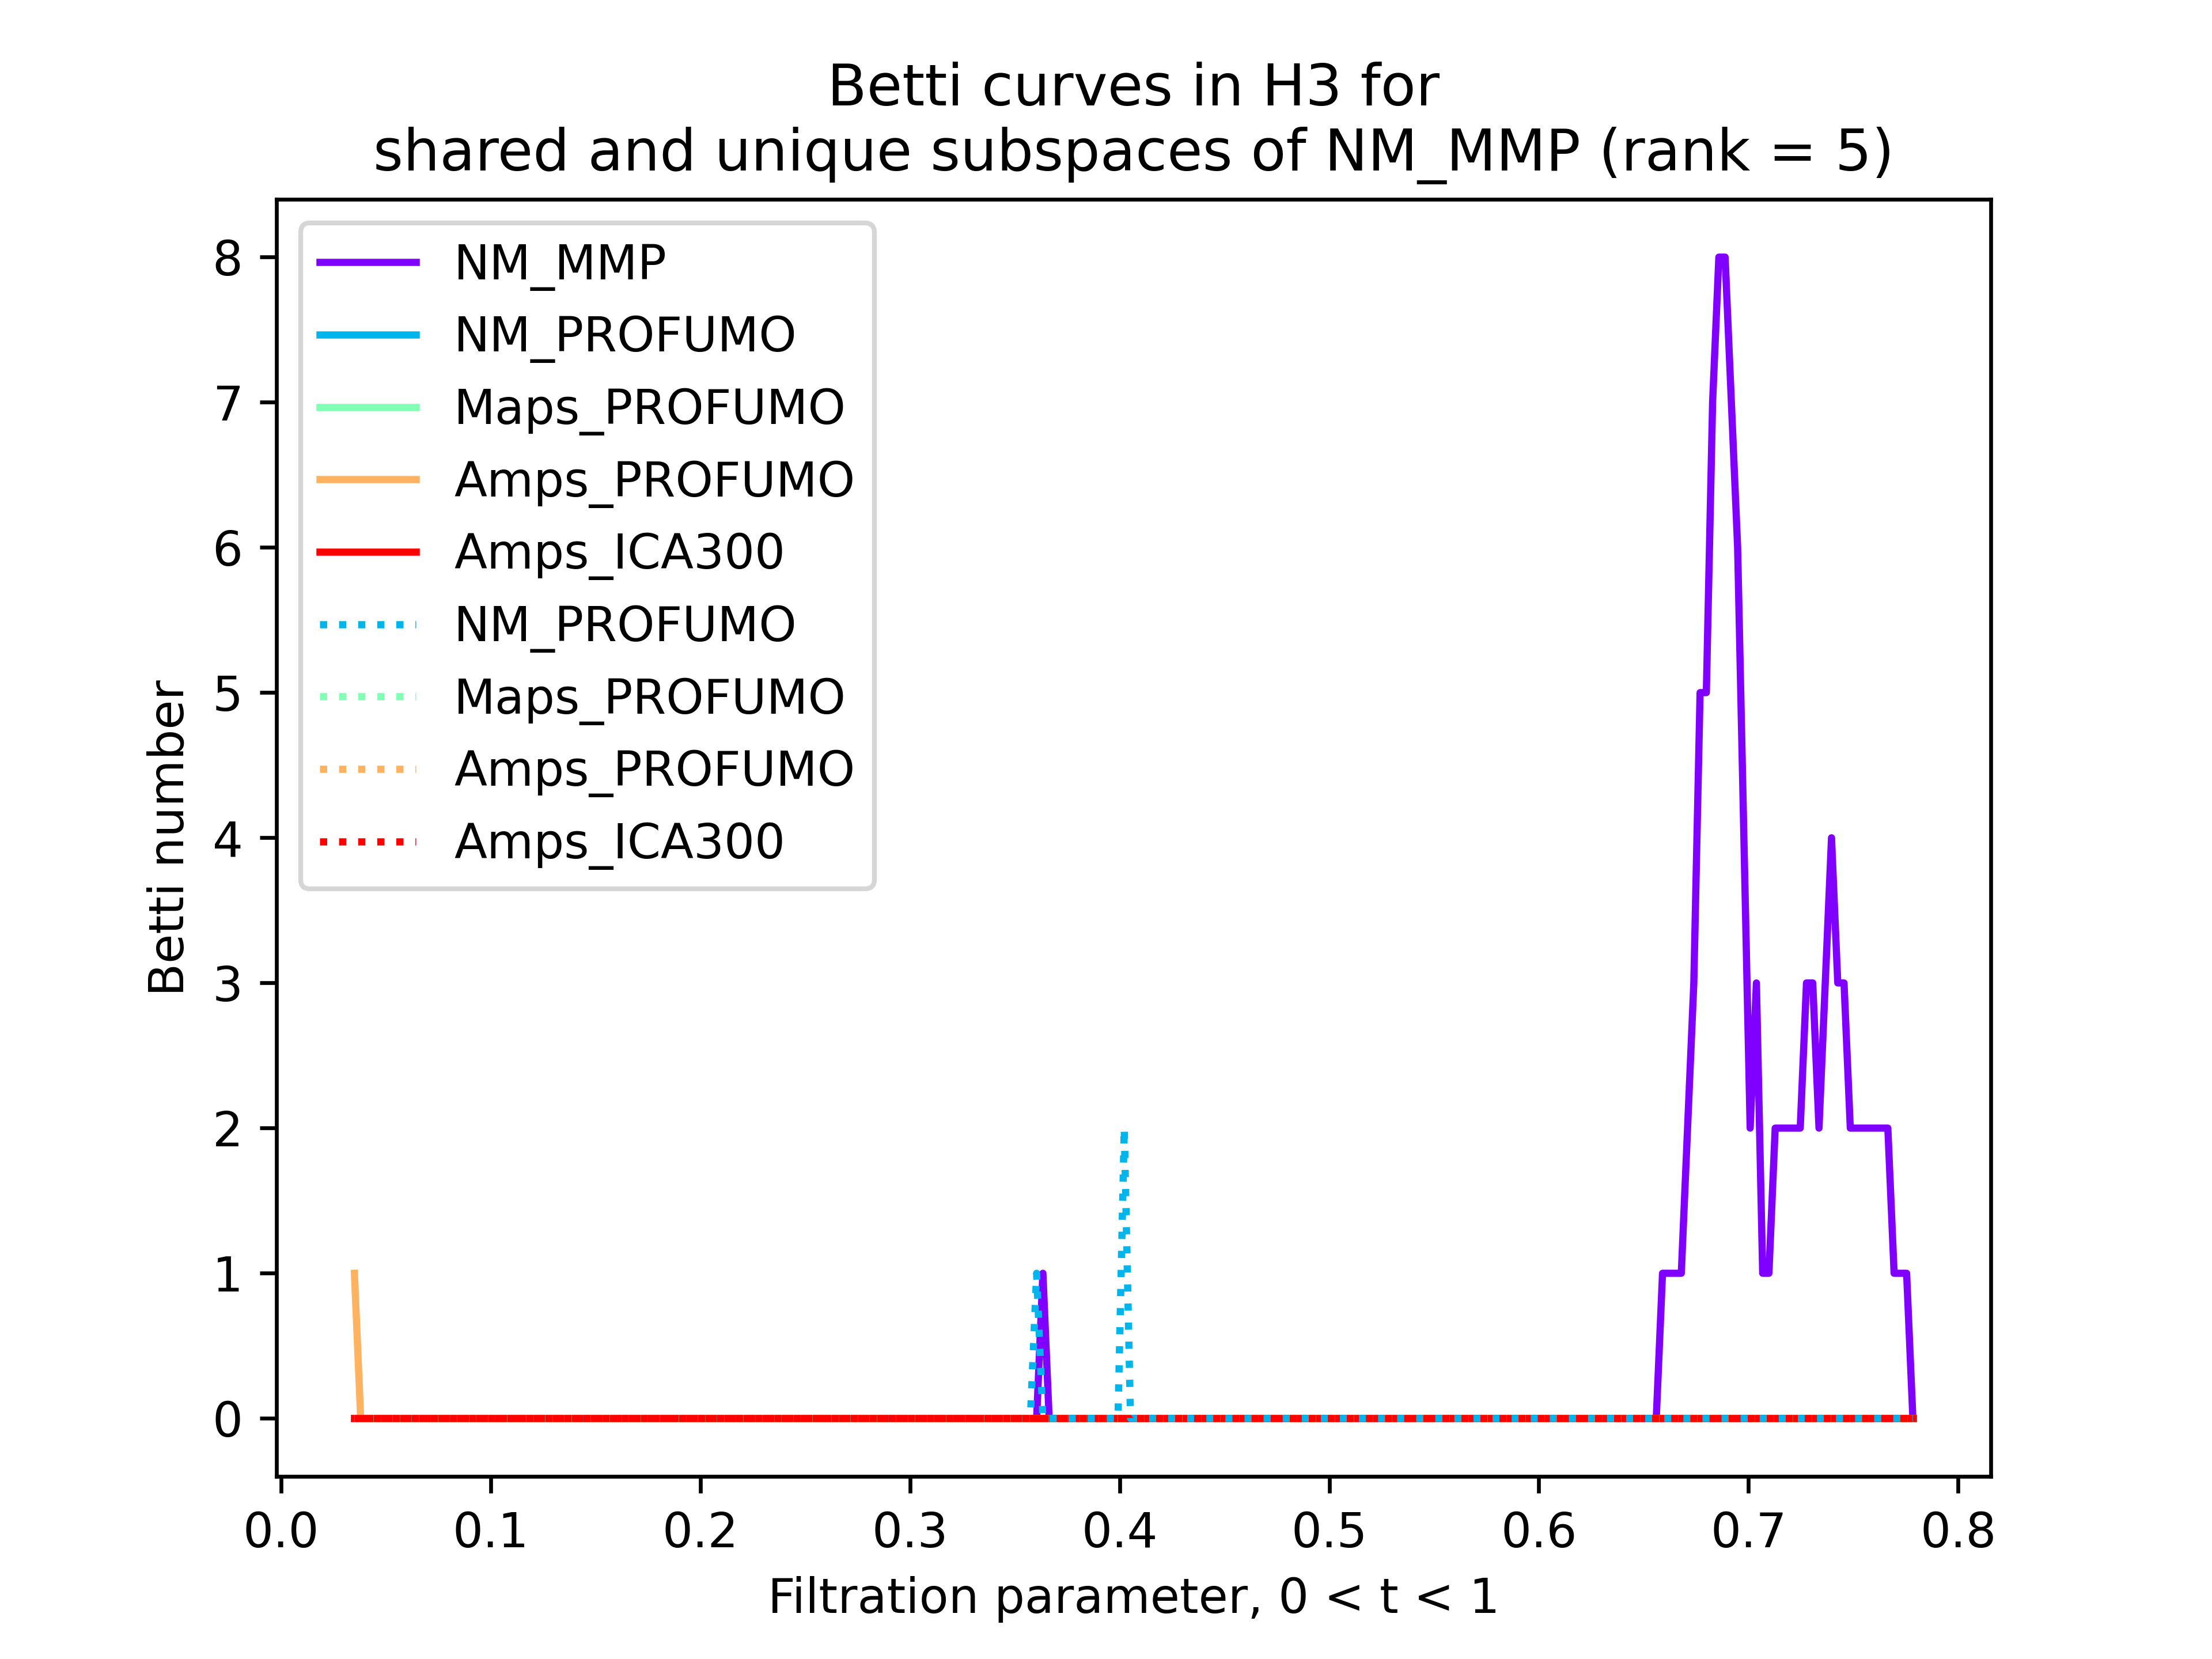 Betti curves in H3 for
shared and unique subspaces of NM_MMP (rank = 5)
NM_MMP
NM_PROFUMO
Maps_PROFUMO
Amps_PROFUMO
Amps_ICA300
NM_PROFUMO
Maps_PROFUMO
Amps_PROFUMO
Amps_ICA300
Betti number
8
7
6
5
4
3
2
1
0
0.0 0.1 0.2 0.3 0.4 0.5 0.6 0.7 0.8
Filtration parameter, 0 < t < 1